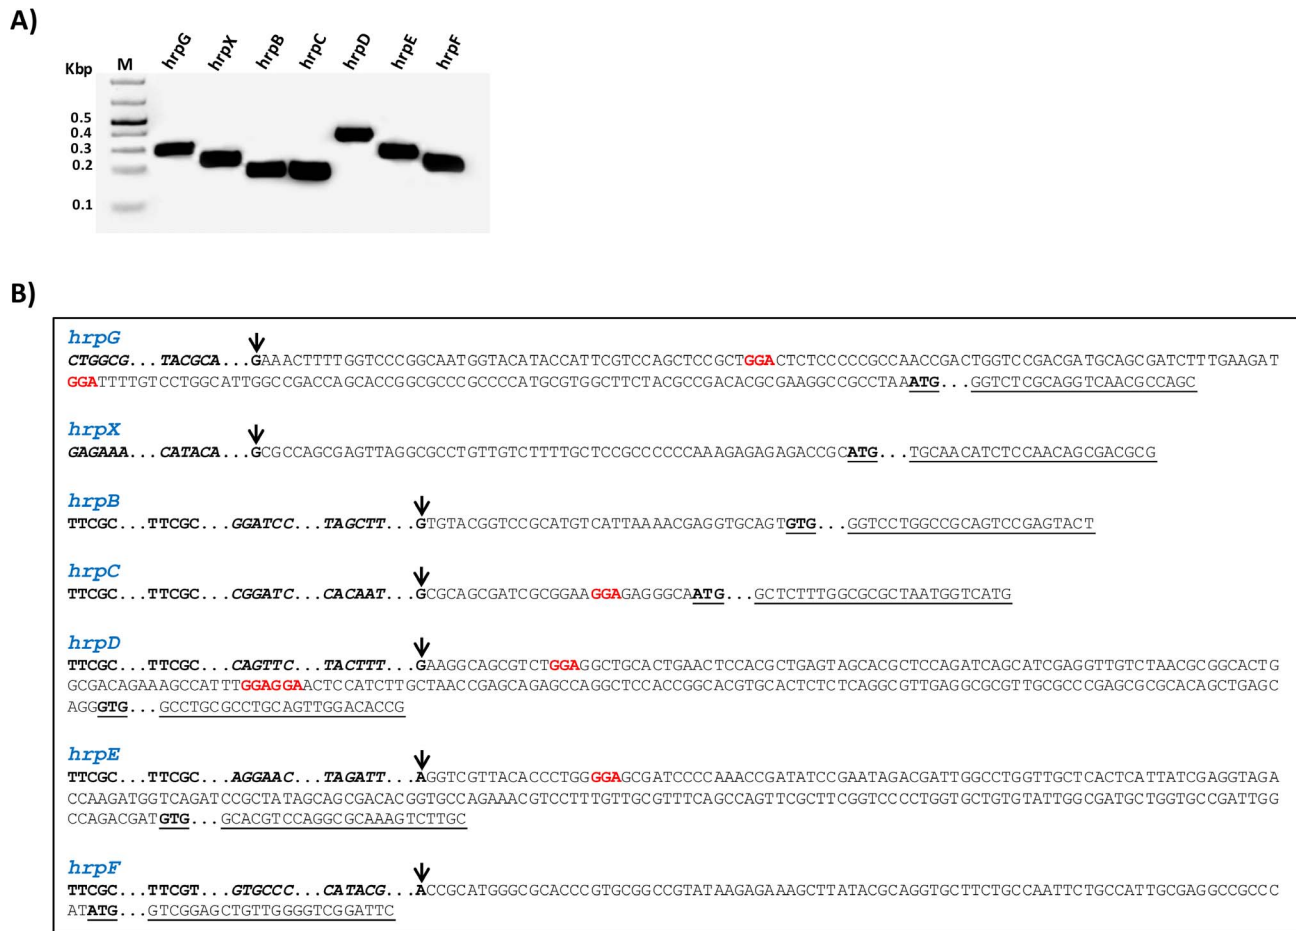 A)
Kbp M hrpG hrpX hrpB hrpC hrpD hrpE hrpF
0.5
0.4
0.3
0.2
0.1
B)
hrpG
CTGGCG...TACGCA...GAAACTTTTGGTCCCGGCAATGGTACATACCATTCGTCCAGCTCCGCTGGACTCTCCCCCGCCAACCGACTGGTCCGACGATGCAGCGATCTTTGAAGAT
GGATTTTGTCCTGGCATTGGCCGACCAGCACCGGCGCCCGCCCCATGCGTGGCTTCTACGCCGACACGCGAAGGCCGCCTAAATG...GGTCTCGCAGGTCAACGCCAGC
hrpX
GAGAAA...CATACA...GCGCCAGCGAGTTAGGCGCCTGTTGTCTTTTGCTCCGCCCCCCAAAGAGAGAGACCGCATG...TGCAACATCTCCAACAGCGACGCG
hrpB
TTCGC...TTCGC...GGATCC...TAGCTT...GTGTACGGTCCGCATGTCATTAAAACGAGGTGCAGTGTG...GGTCCTGGCCGCAGTCCGAGTACT
hrpC
TTCGC...TTCGC...CGGATC...CACAAT...GCGCAGCGATCGCGGAAGGAGAGGGCAATG...GCTCTTTGGCGCGCTAATGGTCATG
hrpD
TTCGC...TTCGC...CAGTTC...TACTTT...GAAGGCAGCGTCTGGAGGCTGCACTGAACTCCACGCTGAGTAGCACGCTCCAGATCAGCATCGAGGTTGTCTAACGCGGCACTG
GCGACAGAAAGCCATTTGGAGGAACTCCATCTTGCTAACCGAGCAGAGCCAGGCTCCACCGGCACGTGCACTCTCTCAGGCGTTGAGGCGCGTTGCGCCCGAGCGCGCACAGCTGAGC
AGGGTG...GCCTGCGCCTGCAGTTGGACACCG
hrpE
TTCGC...TTCGC...AGGAAC...TAGATT...AGGTCGTTACACCCTGGGGAGCGATCCCCAAACCGATATCCGAATAGACGATTGGCCTGGTTGCTCACTCATTATCGAGGTAGA
CCAAGATGGTCAGATCCGCTATAGCAGCGACACGGTGCCAGAAACGTCCTTTGTTGCGTTTCAGCCAGTTCGCTTCGGTCCCCTGGTGCTGTGTATTGGCGATGCTGGTGCCGATTGG
CCAGACGATGTG...GCACGTCCAGGCGCAAAGTCTTGC
hrpF
TTCGC...TTCGT...GTGCCC...CATACG...ACCGCATGGGCGCACCCGTGCGGCCGTATAAGAGAAAGCTTATACGCAGGTGCTTCTGCCAATTCTGCCATTGCGAGGCCGCCC
ATATG...GTCGGAGCTGTTGGGGTCGGATTC